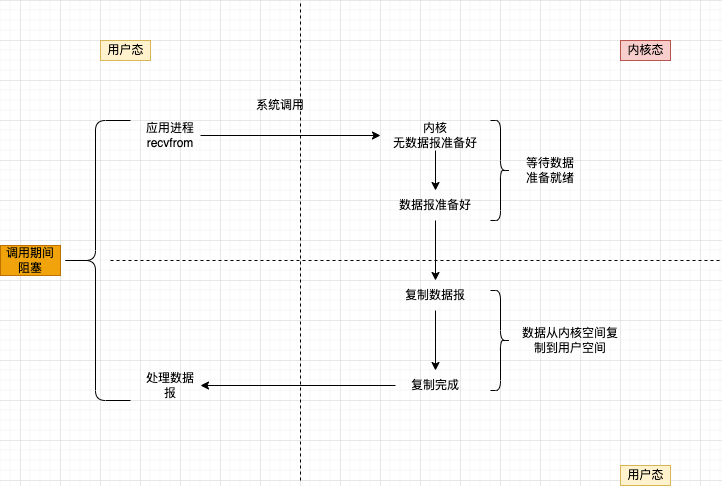 用户态
内核态
系统调用
应用进程
recvfrom
内核
无数据报准备好
等待数据
准备就绪
数据报准备好
调用期间
阻塞
复制数据报
数据从内核空间复
制到用户空间
处理数据
报
复制完成
用户态